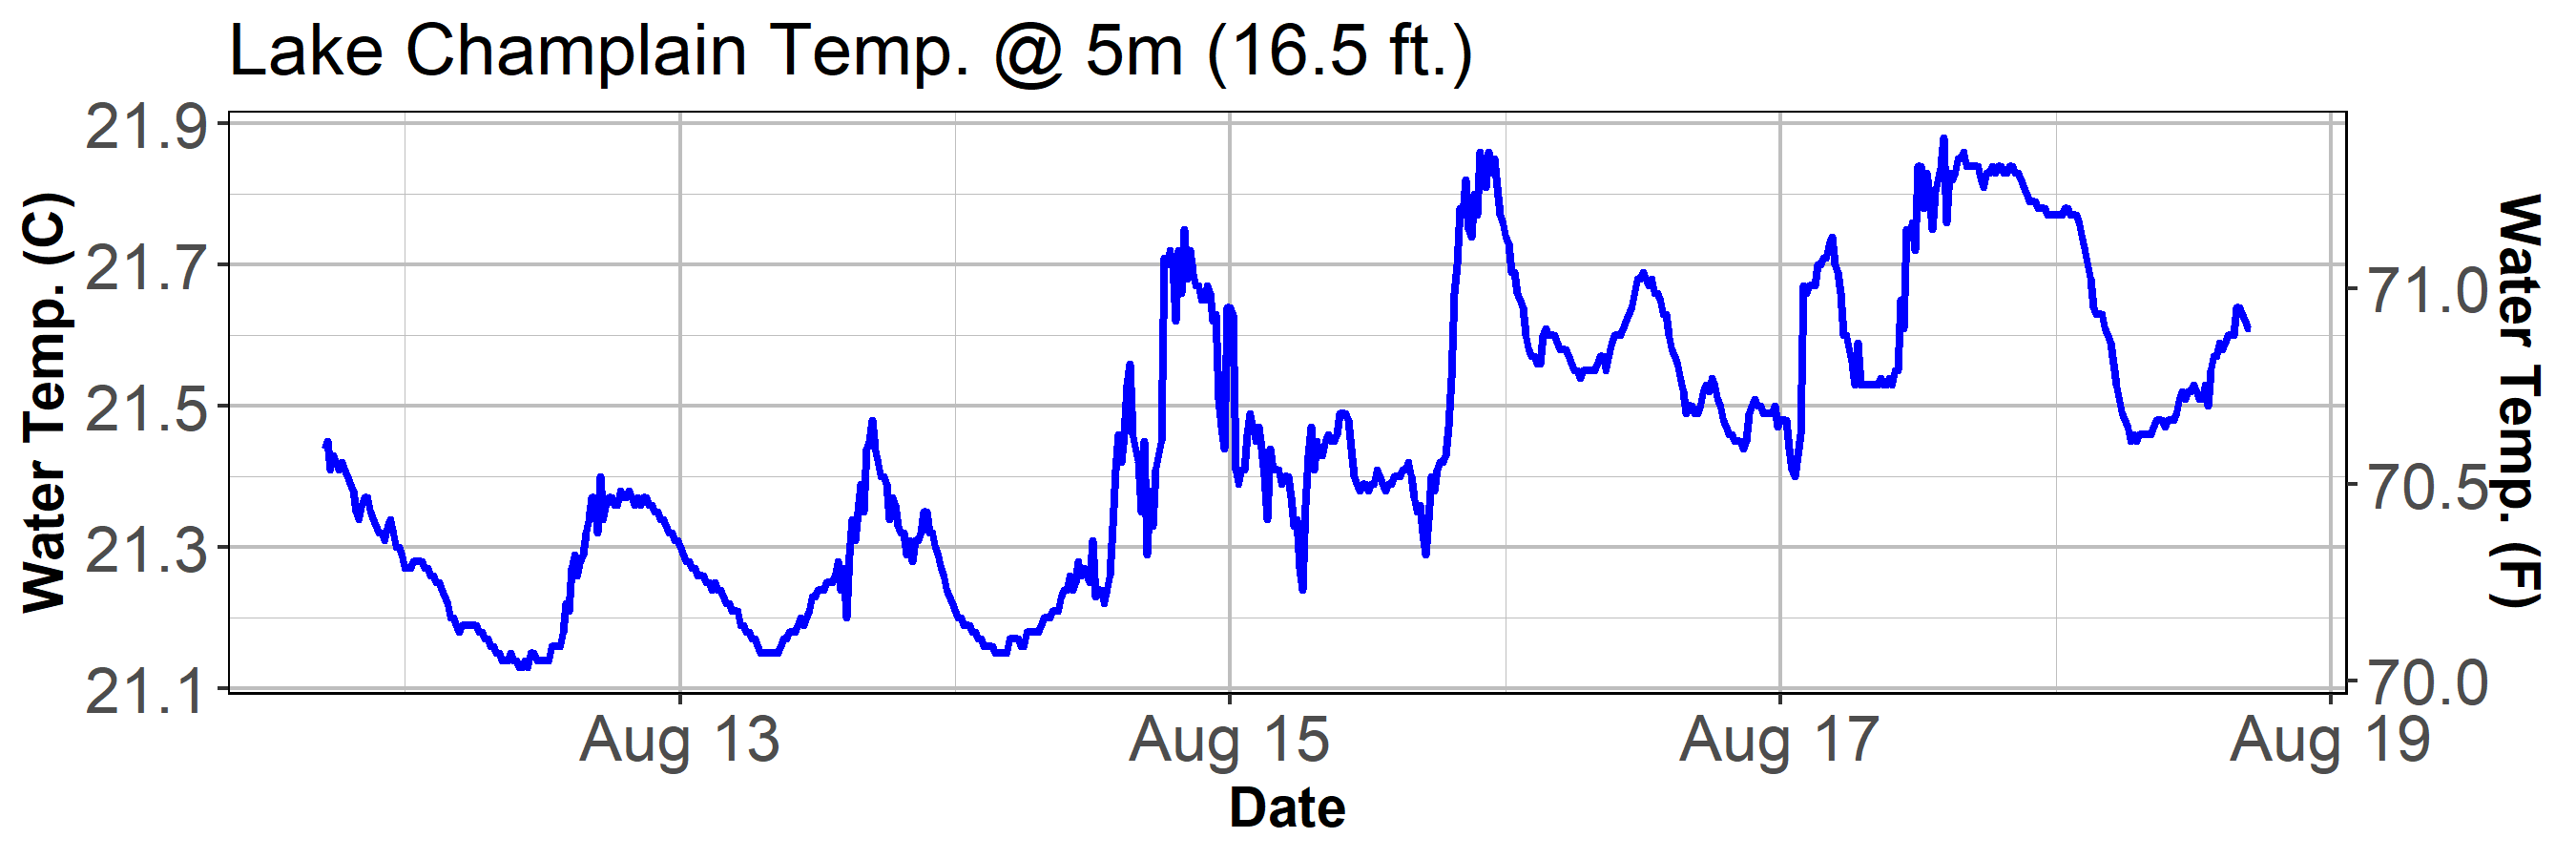 Lake Champlain Temp. @ 5m (16.5 ft.)
Water Temp. (C)
21.9
21.7
21.5
21.3
21.1
Water Temp. (F)
71.0
70.5
70.0
Aug 13 Aug 15 Aug 17 Aug 19
Date